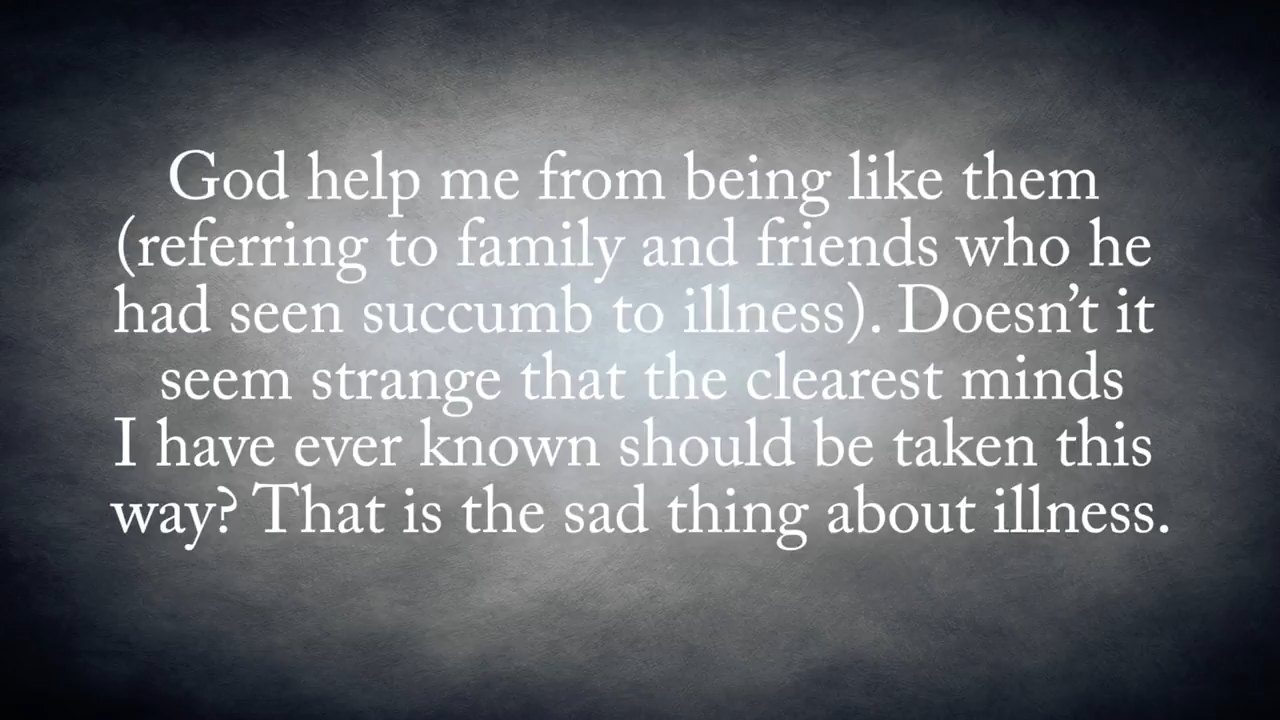 God help me from being like them
(referring to family and friends who he
had seen succumb to illness). Doesn’t it
seem strange that the clearest minds
I have ever known should be taken this
way? That is the sad thing about illness.